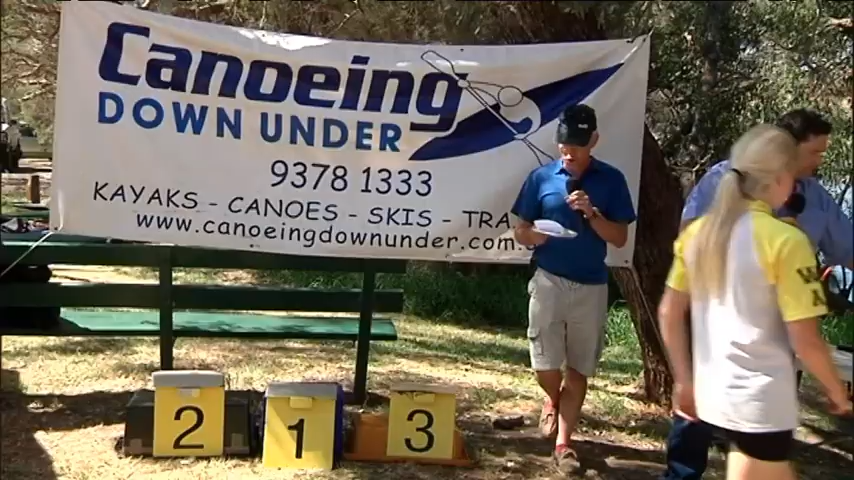 Canoeing
DOWN UNDER
9378 1333
KAYAKS - CANOES - SKIS - TRA
www.canoeingdownunder.com.
2
1
3